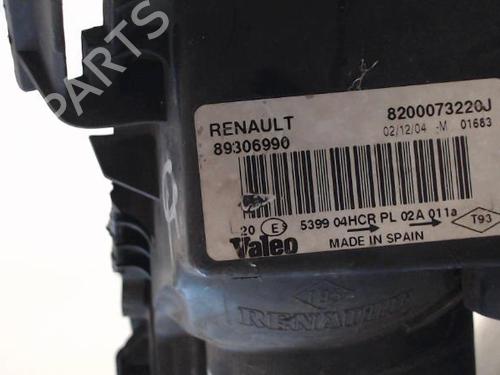 B-PARTS
RENAULT
8200073220J
89306990
02/12/04 -M 01683
20 E 5399 04HCR PL 02A 011a T93
Valeo
MADE IN SPAIN
RENAULT